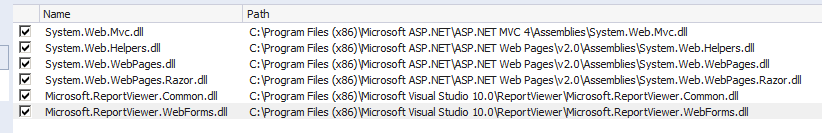 Name Path
System.Web.Mvc.dll C:\Program Files (x86)\Microsoft ASP.NET\ASP.NET MVC 4\Assemblies\System.Web.Mvc.dll
System.Web.Helpers.dll C:\Program Files (x86)\Microsoft ASP.NET\ASP.NET Web Pages\v2.0\Assemblies\System.Web.Helpers.dll
System.Web.WebPages.dll C:\Program Files (x86)\Microsoft ASP.NET\ASP.NET Web Pages\v2.0\Assemblies\System.Web.WebPages.dll
System.Web.WebPages.Razor.dll C:\Program Files (x86)\Microsoft ASP.NET\ASP.NET Web Pages\v2.0\Assemblies\System.Web.WebPages.Razor.dll
Microsoft.ReportViewer.Common.dll C:\Program Files (x86)\Microsoft Visual Studio 10.0\ReportViewer\Microsoft.ReportViewer.Common.dll
Microsoft.ReportViewer.WebForms.dll C:\Program Files (x86)\Microsoft Visual Studio 10.0\ReportViewer\Microsoft.ReportViewer.WebForms.dll